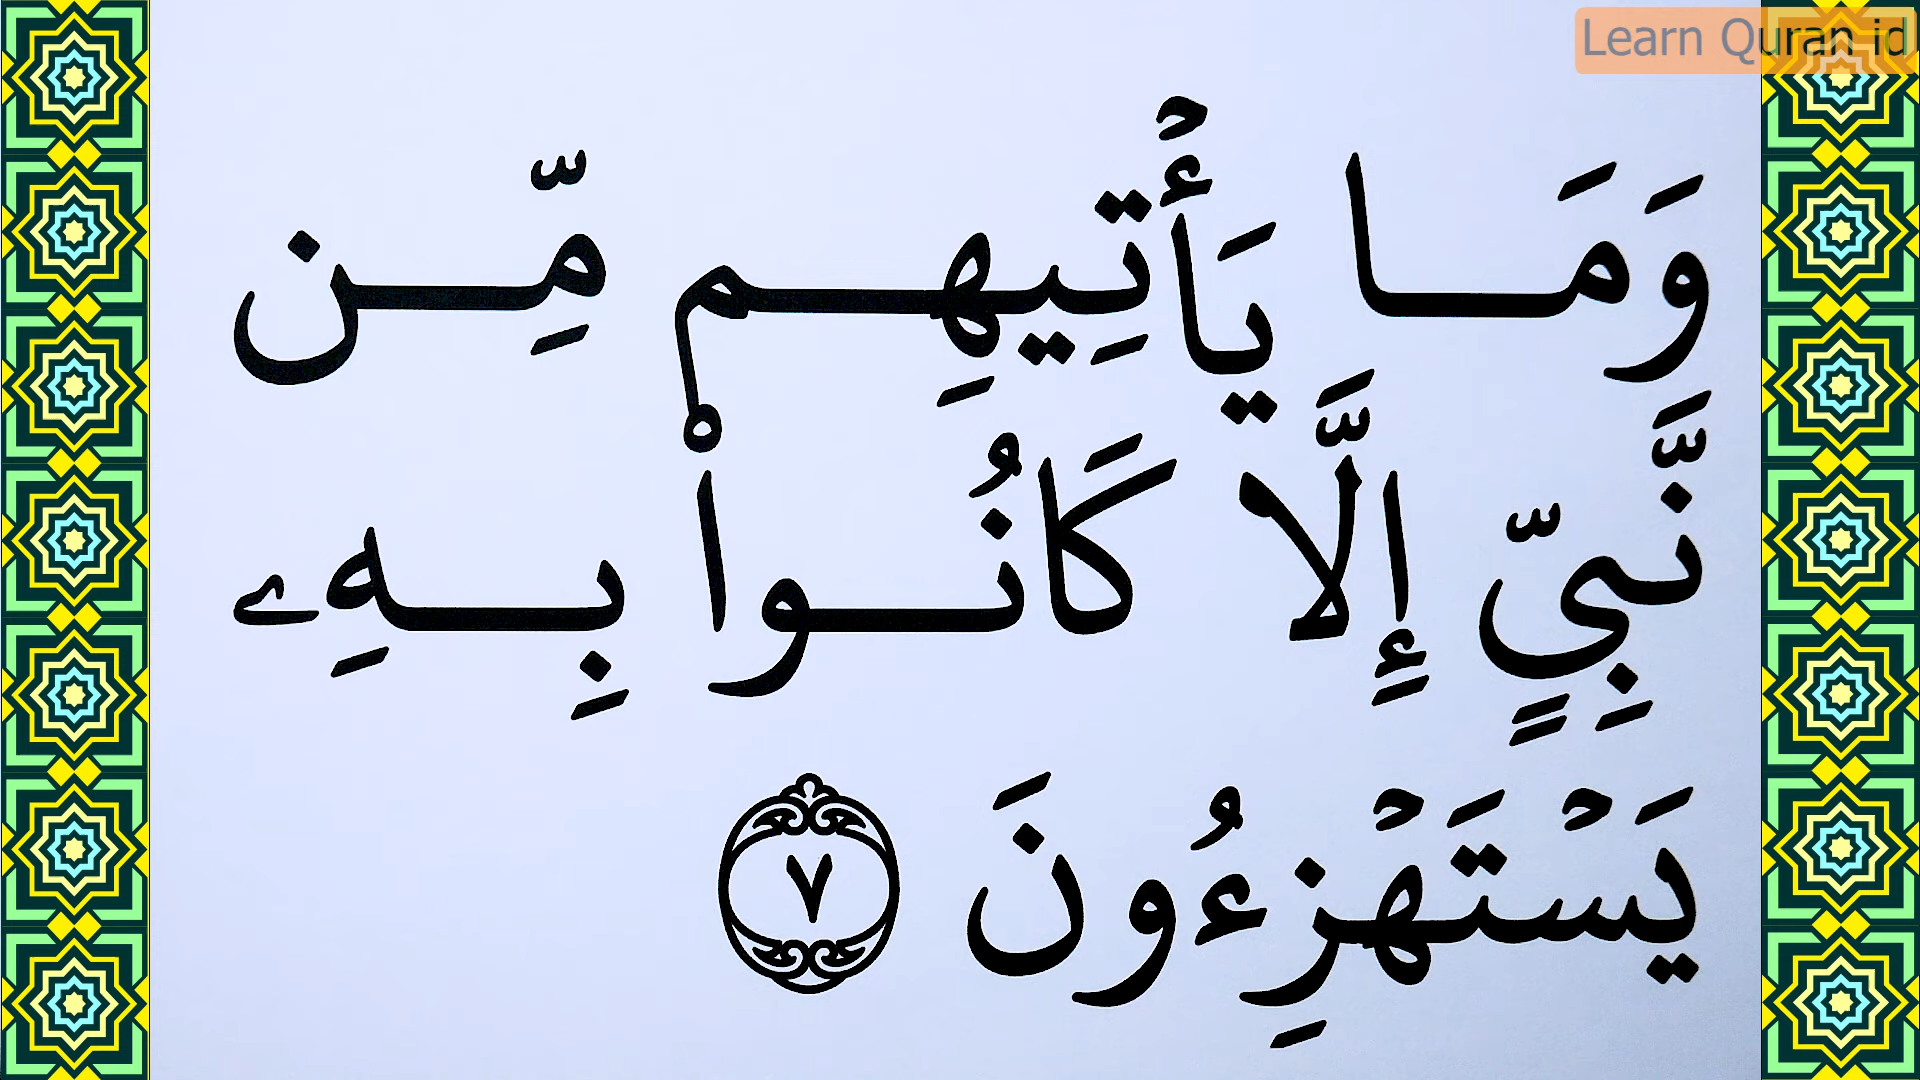 Learn Quran id
وَمَا يَأۡتِيهِم مِّن
نَّبِيٍّ إِلَّا كَانُواْ بِهِۦ
يَسۡتَهۡزِءُونَ ٧